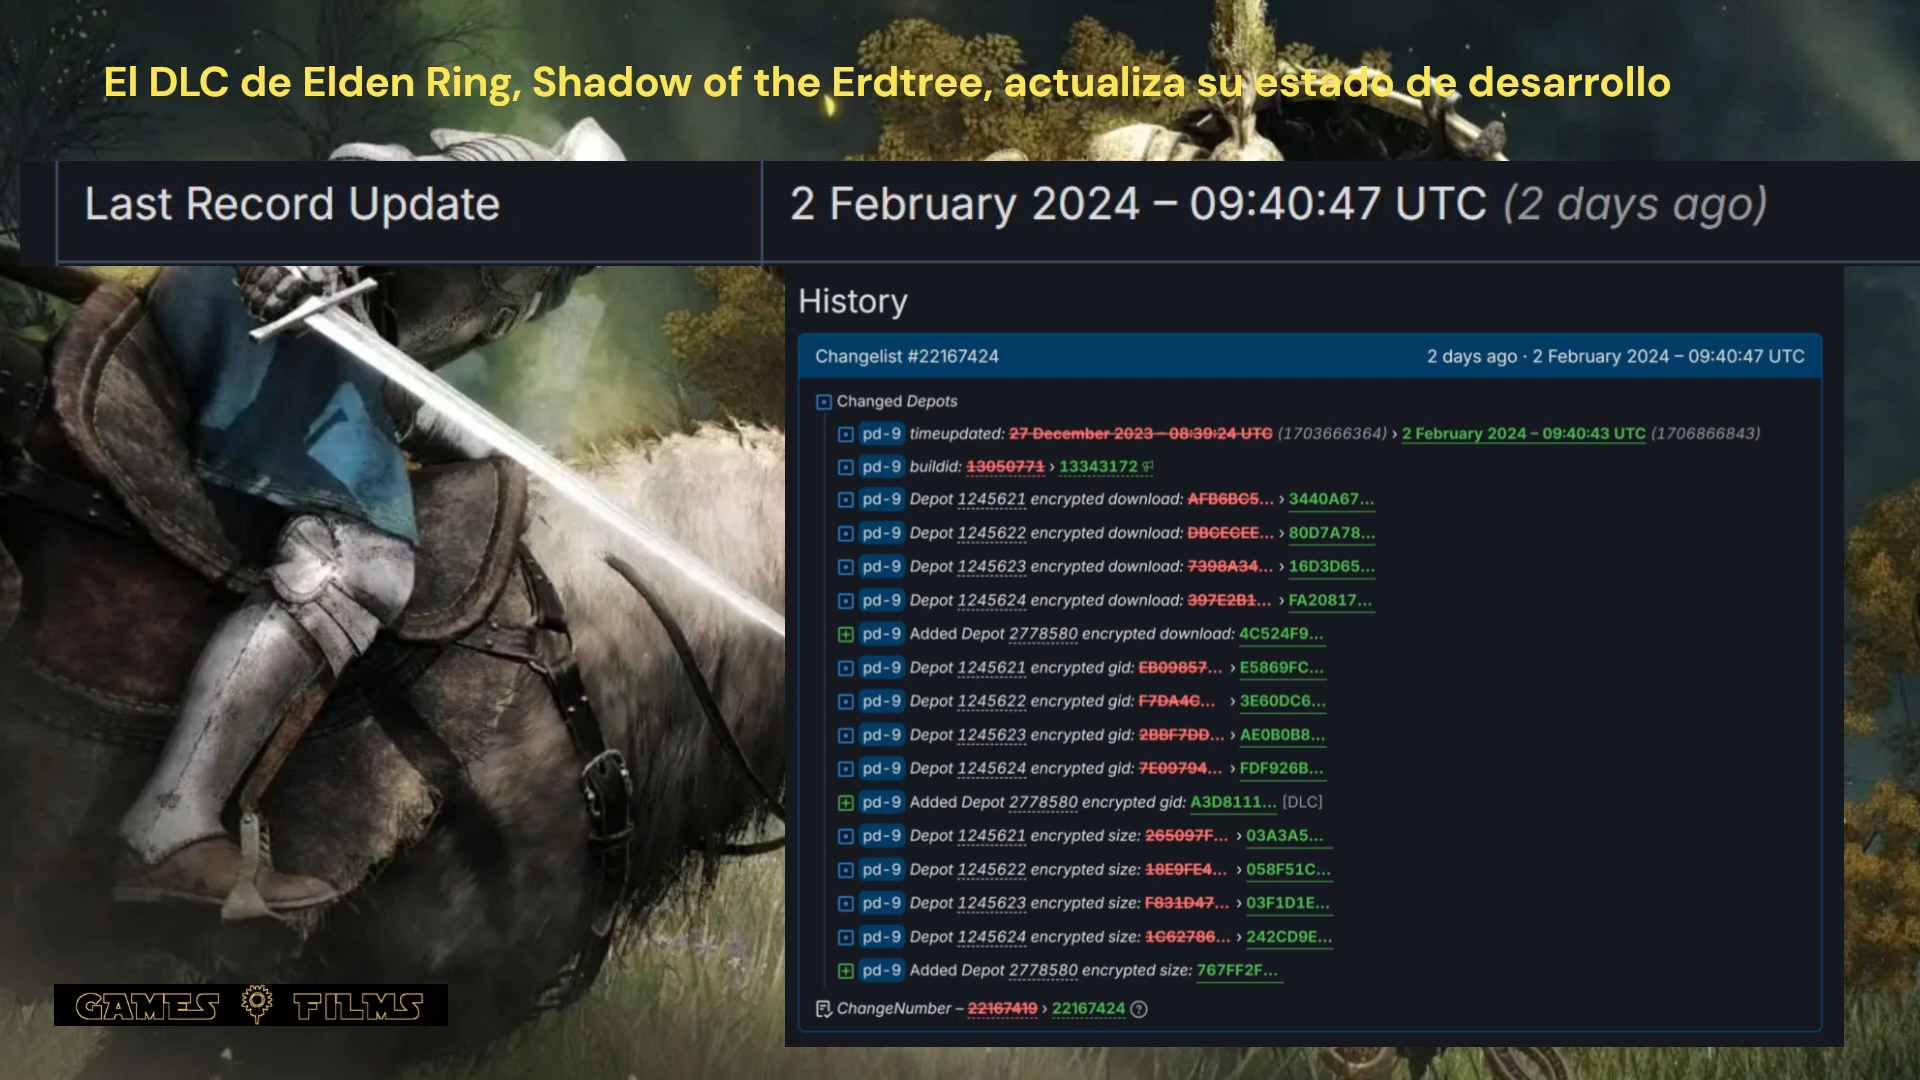 El DLC de Elden Ring, Shadow of the Erdtree, actualiza su estado de desarrollo
Last Record Update
2 February 2024 – 09:40:47 UTC (2 days ago)
History
Changelist #22167424
2 days ago · 2 February 2024 – 09:40:47 UTC
Changed Depots
pd-9 timeupdated: 27 December 2023 – 08:39:24 UTC (1703666364) › 2 February 2024 – 09:40:43 UTC (1706866843)
pd-9 buildid: 13050771 › 13343172
pd-9 Depot 1245621 encrypted download: AFB6BC5... › 3440A67...
pd-9 Depot 1245622 encrypted download: DBCECEE... › 80D7A78...
pd-9 Depot 1245623 encrypted download: 7398A34... › 16D3D65...
pd-9 Depot 1245624 encrypted download: 397E2B1... › FA20817...
pd-9 Added Depot 2778580 encrypted download: 4C524F9...
pd-9 Depot 1245621 encrypted gid: EB09857... › E5869FC...
pd-9 Depot 1245622 encrypted gid: F7DA4C... › 3E60DC6...
pd-9 Depot 1245623 encrypted gid: 2BBF7DD... › AE0B0B8...
pd-9 Depot 1245624 encrypted gid: 7E09794... › FDF926B...
pd-9 Added Depot 2778580 encrypted gid: A3D8111... [DLC]
pd-9 Depot 1245621 encrypted size: 265097F... › 03A3A5...
pd-9 Depot 1245622 encrypted size: 18E9FE4... › 058F51C...
pd-9 Depot 1245623 encrypted size: F831D47... › 03F1D1E...
pd-9 Depot 1245624 encrypted size: 1C62786... › 242CD9E...
pd-9 Added Depot 2778580 encrypted size: 767FF2F...
ChangeNumber – 22167419 › 22167424 ?
GAMES FILMS